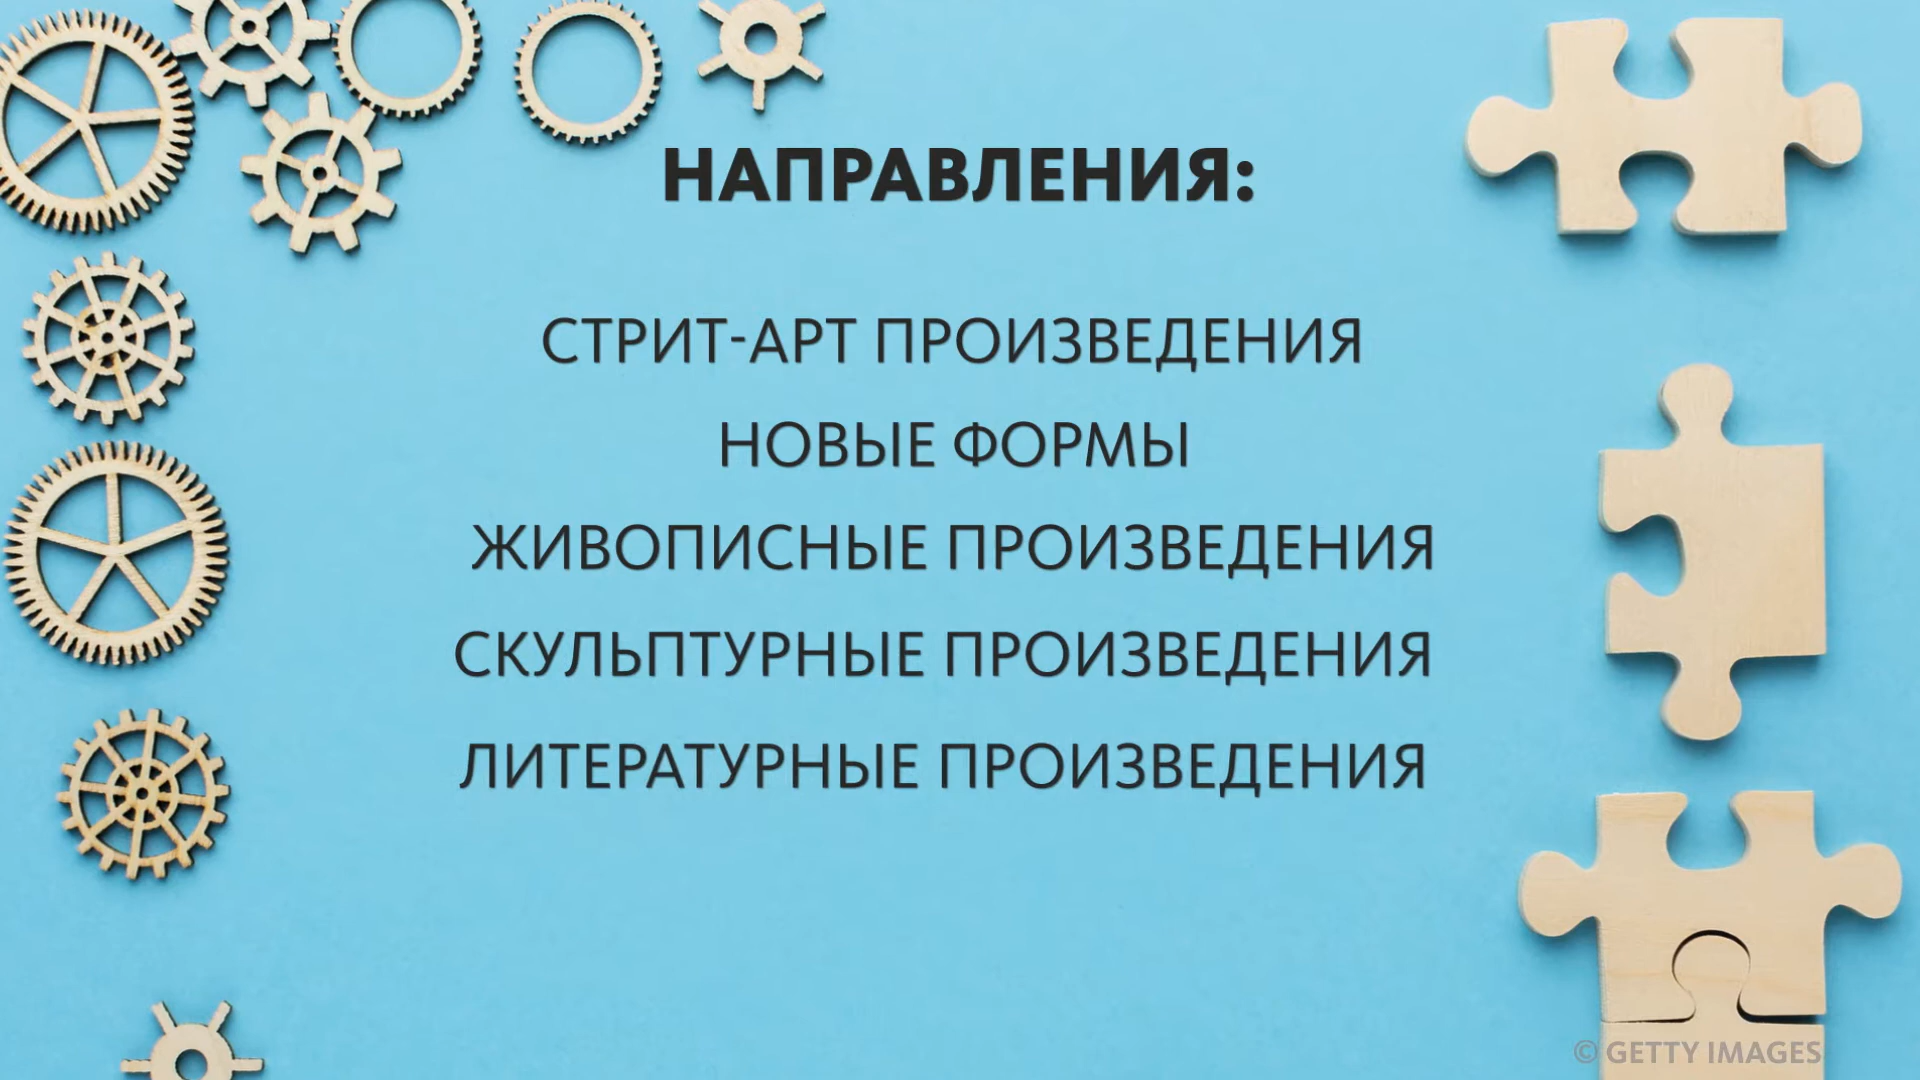 НАПРАВЛЕНИЯ:
СТРИТ-АРТ ПРОИЗВЕДЕНИЯ
НОВЫЕ ФОРМЫ
ЖИВОПИСНЫЕ ПРОИЗВЕДЕНИЯ
СКУЛЬПТУРНЫЕ ПРОИЗВЕДЕНИЯ
ЛИТЕРАТУРНЫЕ ПРОИЗВЕДЕНИЯ
© GETTY IMAGES